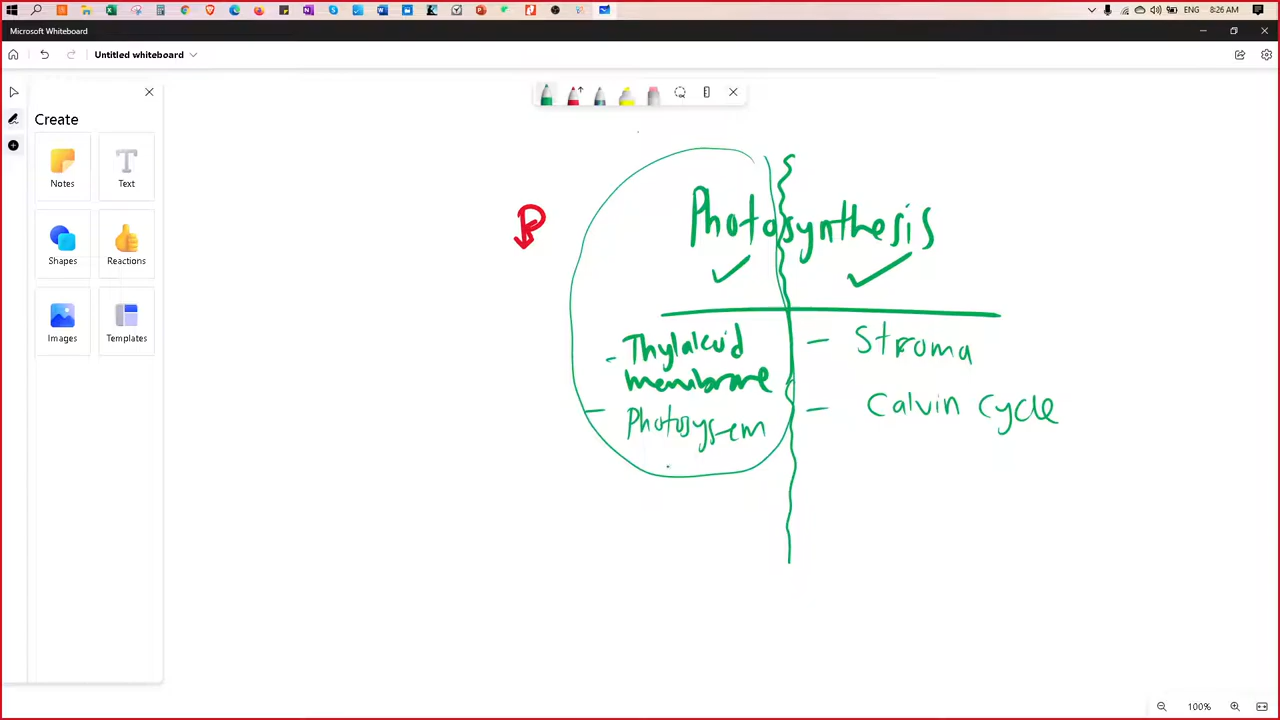 ENG
8:26 AM
Microsoft Whiteboard
Untitled whiteboard
Create
Notes
Text
Shapes
Reactions
Images
Templates
Photosynthesis
- Thylakoid
membrane
- Photosystem
- Stroma
- Calvin Cycle
100%